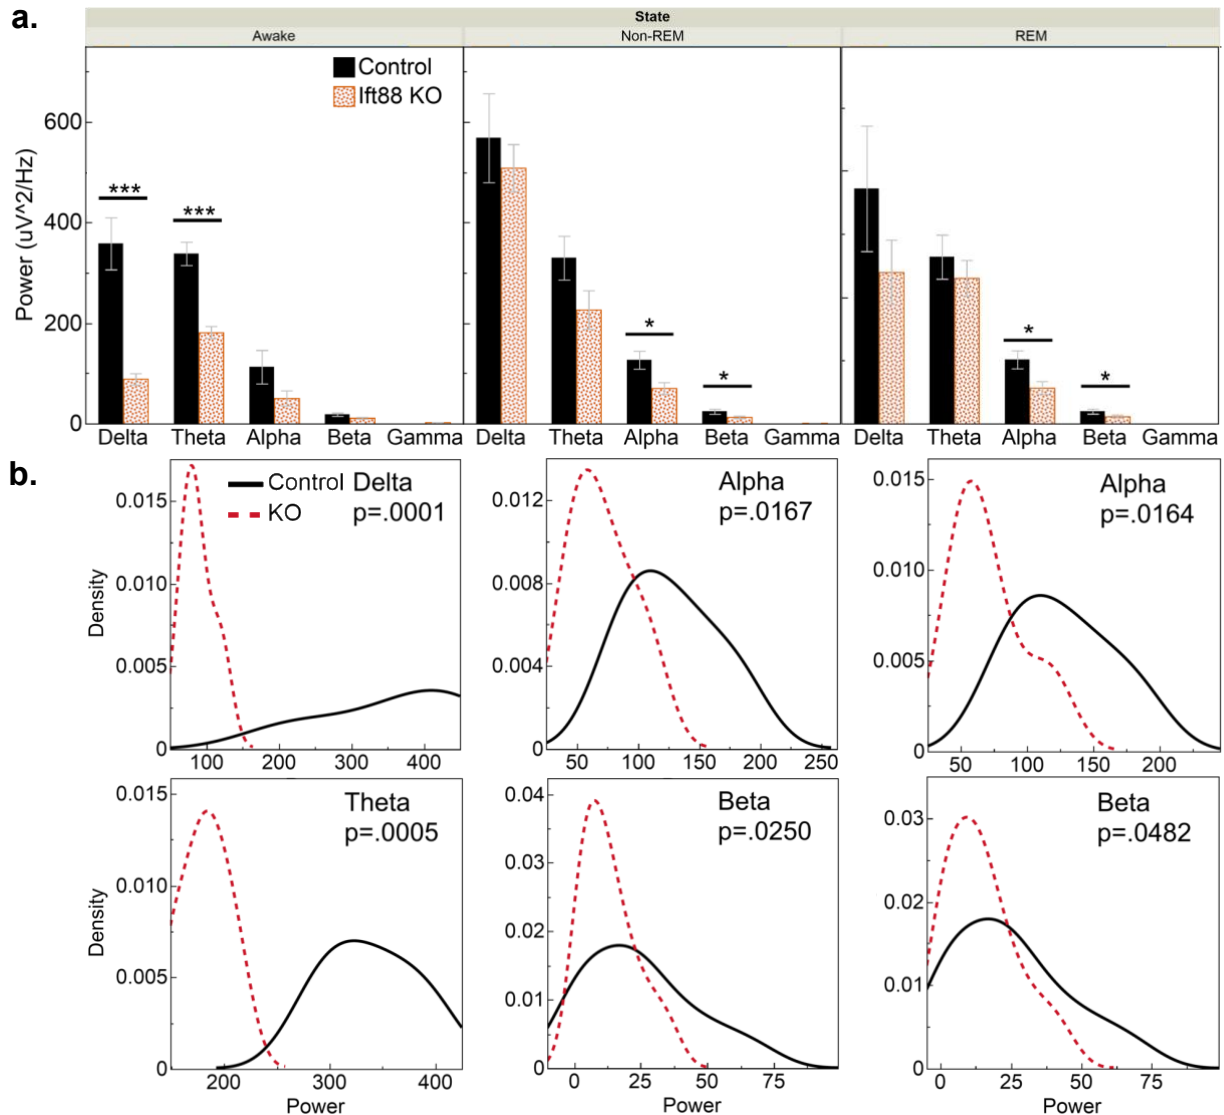 a.
State
Awake Non-REM REM
Control
Ift88 KO
Power (uV^2/Hz)
600
400
200
0
*** ***
* *
* *
Delta Theta Alpha Beta Gamma Delta Theta Alpha Beta Gamma Delta Theta Alpha Beta Gamma
b.
Control
KO
Delta
p=.0001
Density
0.015
0.010
0.005
0
100 200 300 400
Alpha
p=.0167
0.012
0.008
0.004
0
50 100 150 200 250
Alpha
p=.0164
0.015
0.010
0.005
0
50 100 150 200
Theta
p=.0005
Density
0.015
0.010
0.005
0
200 300 400
Power
Beta
p=.0250
0.04
0.03
0.02
0.01
0
0 25 50 75
Power
Beta
p=.0482
0.03
0.02
0.01
0
0 25 50 75
Power